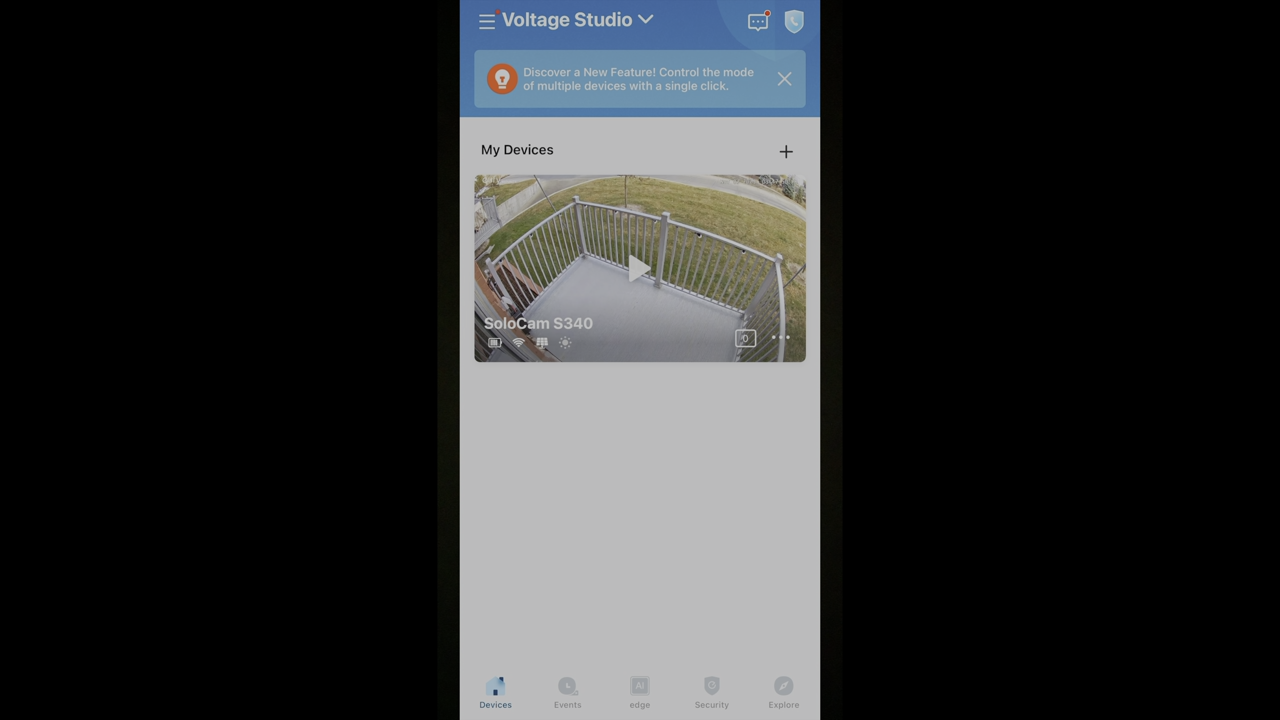 Voltage Studio
Discover a New Feature! Control the mode
of multiple devices with a single click.
My Devices
SoloCam S340
0
Devices
Events
AI
edge
Security
Explore